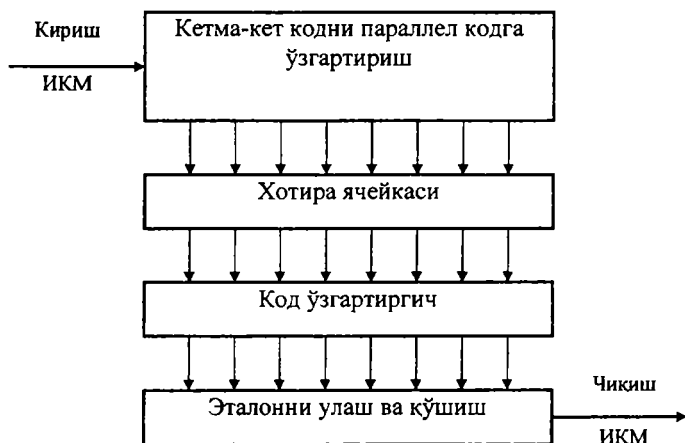 Кириш
ИКМ
Кетма-кет кодни параллел кодга
ўзгартириш
Хотира ячейкаси
Код ўзгартиргич
Эталонни улаш ва қўшиш
Чиқиш
ИКМ